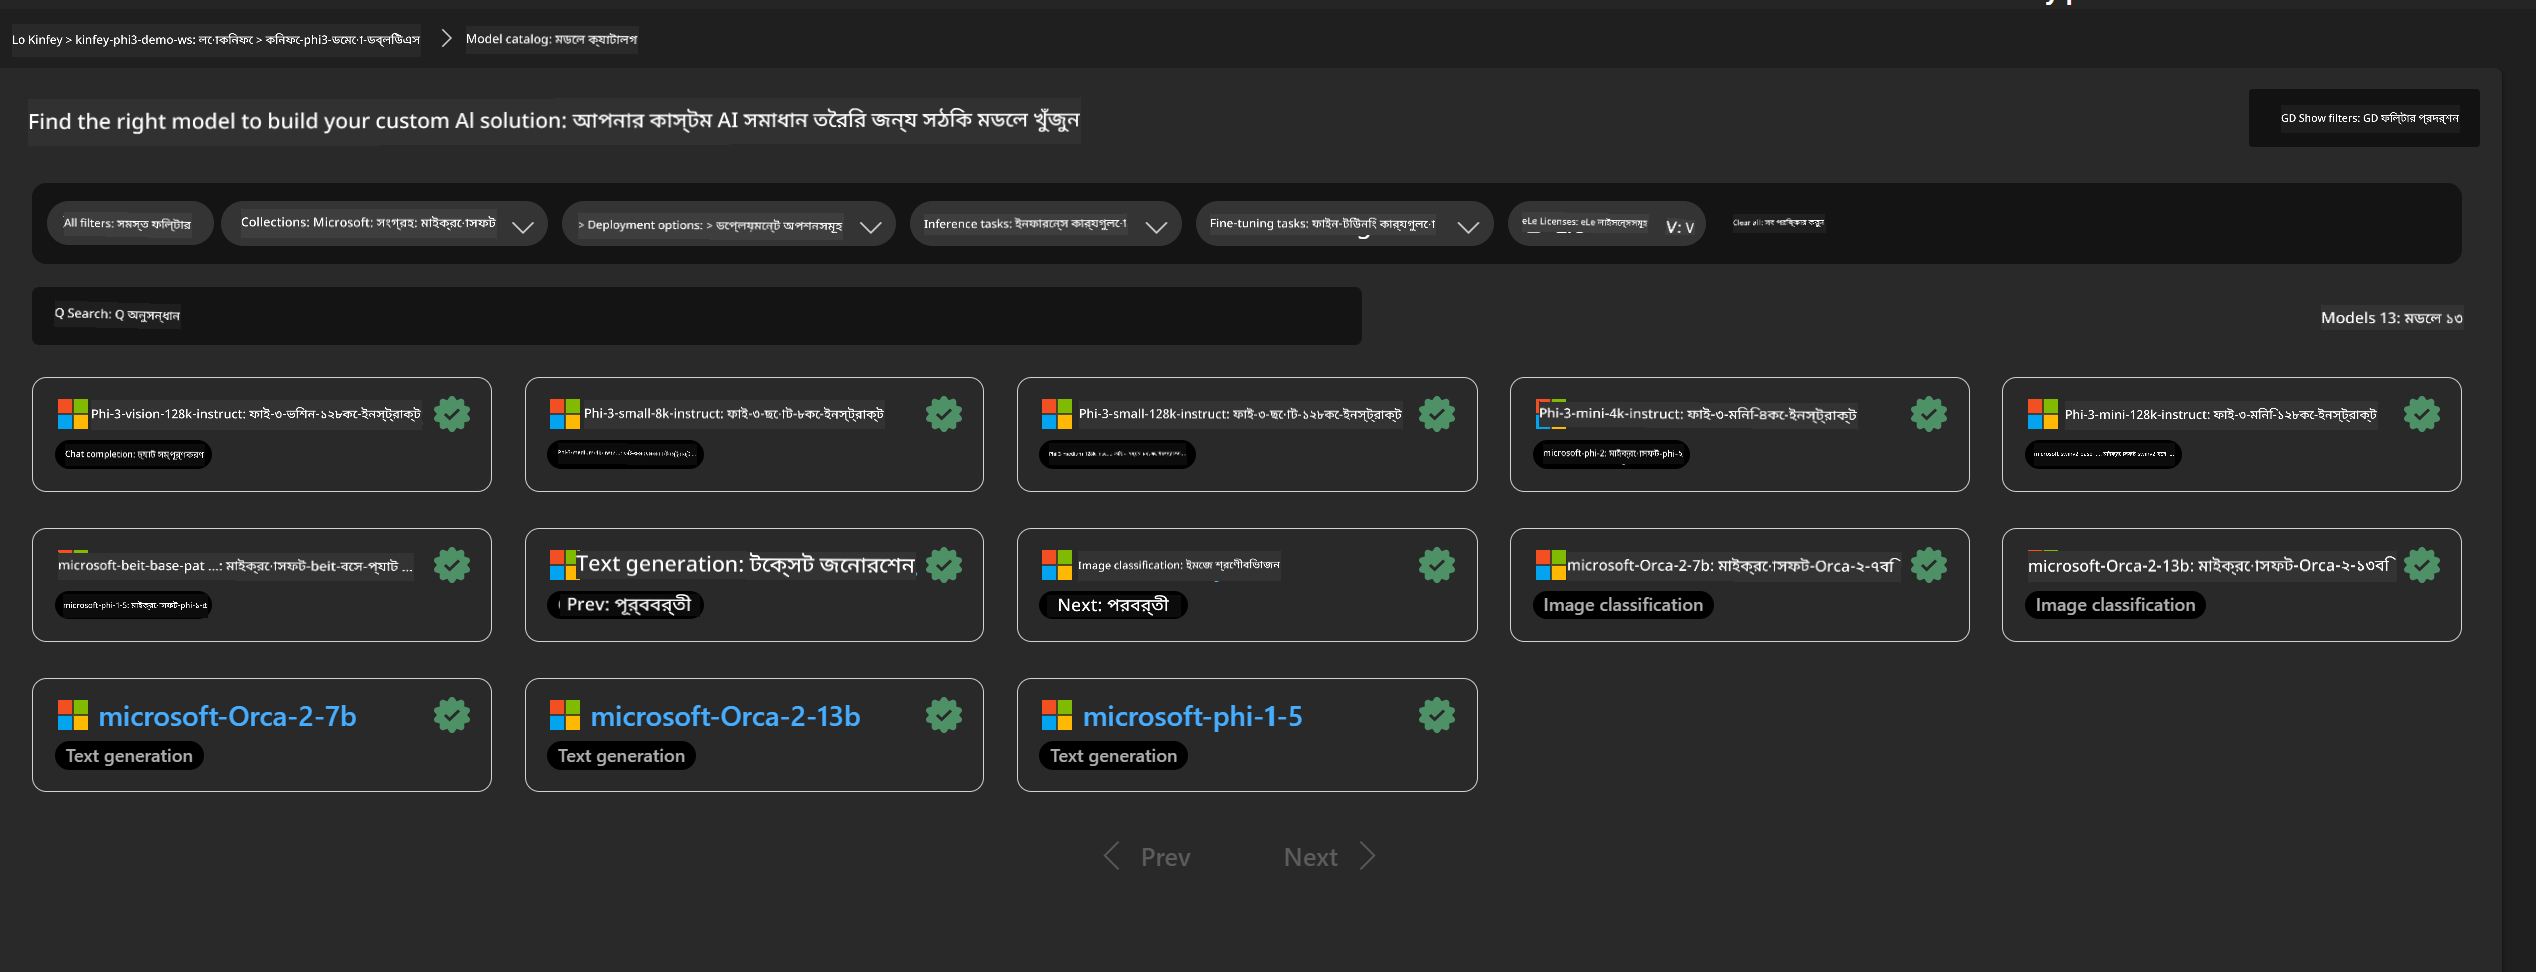 Lo Kinfey > kinfey-phi3-demo-ws: লোকিনফে > কিনফে-phi3-ডেমো-ডব্লিউএস
Model catalog: মডেল ক্যাটালগ
Find the right model to build your custom AI solution: আপনার কাস্টম AI সমাধান তৈরির জন্য সঠিক মডেল খুঁজুন
GD Show filters: GD ফিল্টার প্রদর্শন
All filters: সমস্ত ফিল্টার
Collections: Microsoft: সংগ্রহ: মাইক্রোসফট
> Deployment options: > ডিপ্লয়মেন্ট অপশনসমূহ
Inference tasks: ইনফারেন্স কার্যগুলো
Fine-tuning tasks: ফাইন-টিউনিং কার্যগুলো
eLe Licenses: eLe লাইসেন্সসমূহ
V: V
Clear all: সব পরিষ্কার করুন
Q Search: Q অনুসন্ধান
Models 13: মডেল ১৩
Phi-3-vision-128k-instruct: ফাই-৩-ভিশন-১২৮কে-ইনস্ট্রাক্ট
Phi-3-small-8k-instruct: ফাই-৩-ছোট-৮কে-ইনস্ট্রাক্ট
Phi-3-small-128k-instruct: ফাই-৩-ছোট-১২৮কে-ইনস্ট্রাক্ট
Phi-3-mini-4k-instruct: ফাই-৩-মিনি-৪কে-ইনস্ট্রাক্ট
Phi-3-mini-128k-instruct: ফাই-৩-মিনি-১২৮কে-ইনস্ট্রাক্ট
Chat completion: চ্যাট সম্পূর্ণকরণ
microsoft-phi-2: মাইক্রোসফট-phi-২
microsoft-beit-base-pat ...: মাইক্রোসফট-beit-বেস-প্যাট ...
Text generation: টেক্সট জেনারেশন
Image classification: ইমেজ শ্রেণীবিভাজন
microsoft-Orca-2-7b: মাইক্রোসফট-Orca-২-৭বি
microsoft-Orca-2-13b: মাইক্রোসফট-Orca-২-১৩বি
microsoft-phi-1-5: মাইক্রোসফট-phi-১-৫
Prev: পূর্ববর্তী
Next: পরবর্তী
Image classification
Image classification
microsoft-Orca-2-7b
microsoft-Orca-2-13b
microsoft-phi-1-5
Text generation
Text generation
Text generation
Prev
Next